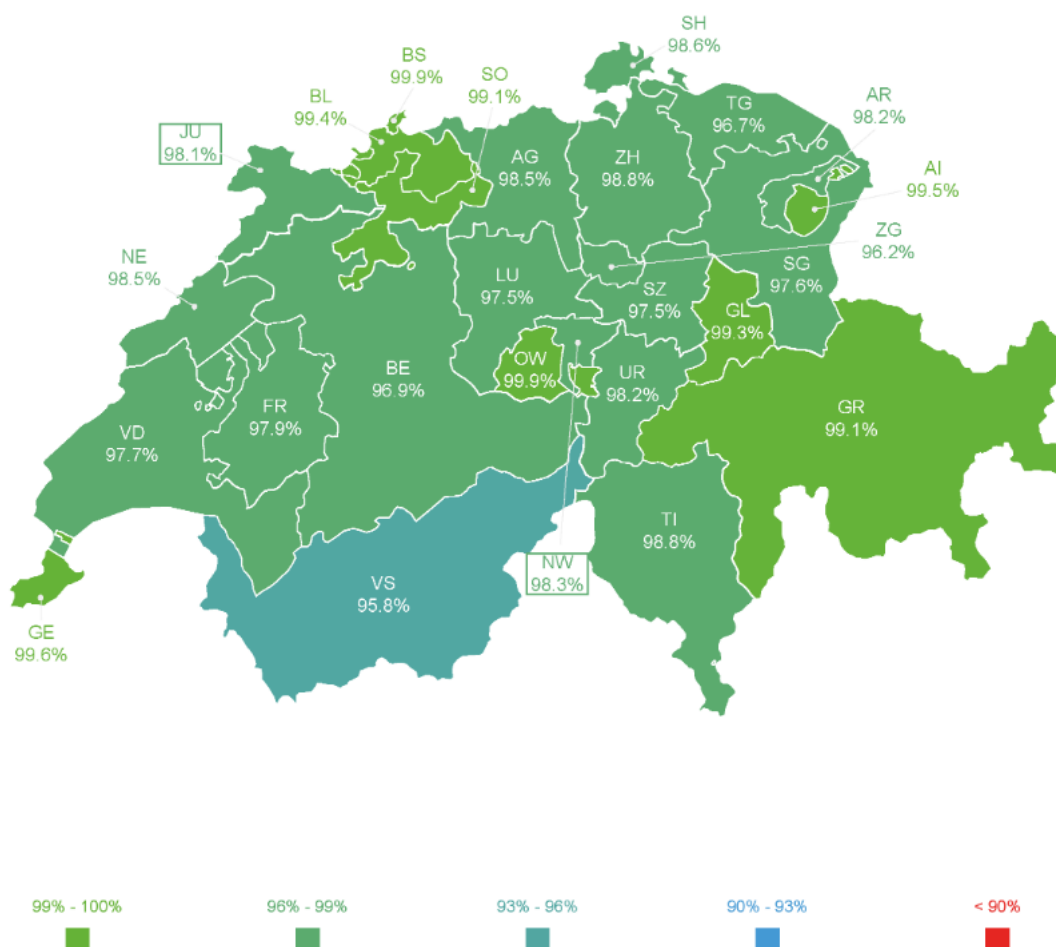 SH
98.6%
BS
99.9%
SO
99.1%
BL
99.4%
AR
98.2%
TG
96.7%
JU
98.1%
AG
98.5%
ZH
98.8%
AI
99.5%
ZG
96.2%
NE
98.5%
LU
97.5%
SZ
97.5%
SG
97.6%
GL
99.3%
OW
99.9%
BE
96.9%
UR
98.2%
FR
97.9%
GR
99.1%
VD
97.7%
TI
98.8%
NW
98.3%
VS
95.8%
GE
99.6%
99% - 100%
96% - 99%
93% - 96%
90% - 93%
< 90%